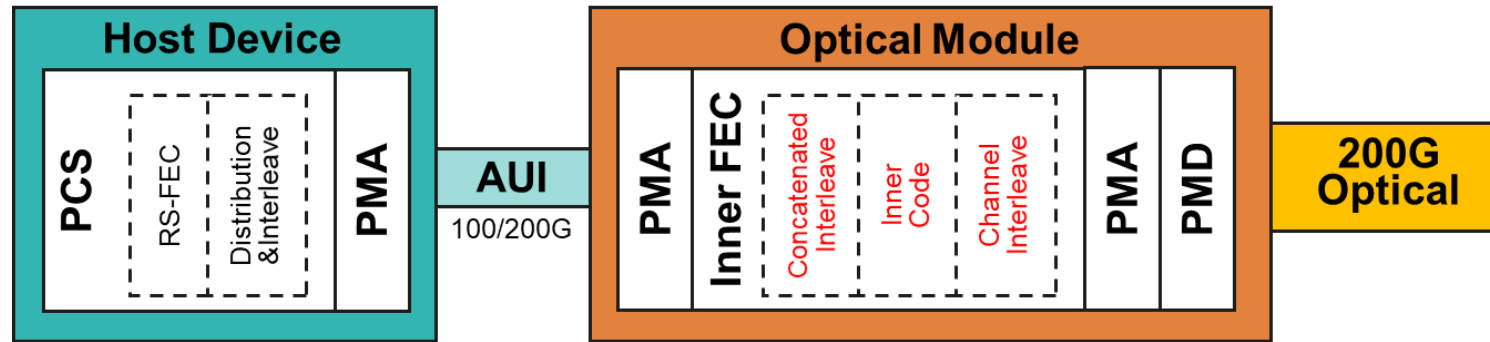 Host Device
PCS
RS-FEC
Distribution
&Interleave
PMA
AUI
100/200G
Optical Module
PMA
Inner FEC
Concatenated
Interleave
Inner
Code
Channel
Interleave
PMA
PMD
200G
Optical